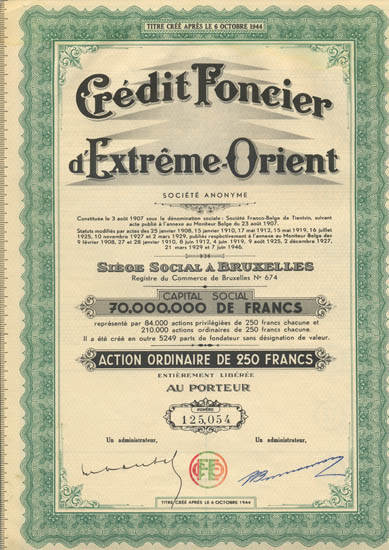 TITRE CRÉÉ APRÈS LE 6 OCTOBRE 1944
Crédit Foncier
d'Extrême-Orient
SOCIÉTÉ ANONYME
Constituée le 3 août 1907 sous la dénomination sociale: Société Franco-Belge de Tientsin, suivant
acte publié à l'annexe au Moniteur Belge du 23 août 1907.
Statuts modifiés par actes des 25 janvier 1908, 15 janvier 1910, 17 mai 1912, 15 mai 1919, 16 juillet
1925, 10 novembre 1927 et 2 mars 1929, publiés respectivement à l'annexe au Moniteur Belge des
9 février 1908, 27 et 28 janvier 1910, 8 juin 1912, 4 juin 1919, 9 août 1925, 2 décembre 1927,
21 mars 1929 et 7 juin 1946.
SIÈGE SOCIAL À BRUXELLES
Registre du Commerce de Bruxelles No 674
CAPITAL SOCIAL
70.000.000 DE FRANCS
représenté par 84.000 actions privilégiées de 250 francs chacune et
210.000 actions ordinaires de 250 francs chacune.
Il a été créé en outre 5249 parts de fondateur sans désignation de valeur.
ACTION ORDINAIRE DE 250 FRANCS
ENTIÈREMENT LIBÉRÉE
AU PORTEUR
NUMÉRO
125,054
Un administrateur,
Un administrateur,
TITRE CRÉÉ APRÈS LE 6 OCTOBRE 1944